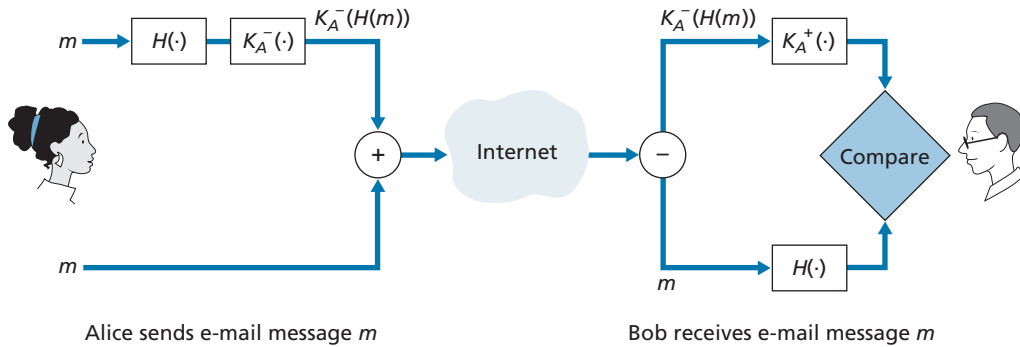 m
H(·)
K_A^-(·)
K_A^-(H(m))
+
m
Internet
–
K_A^-(H(m))
K_A^+(·)
Compare
m
H(·)
Alice sends e-mail message m
Bob receives e-mail message m